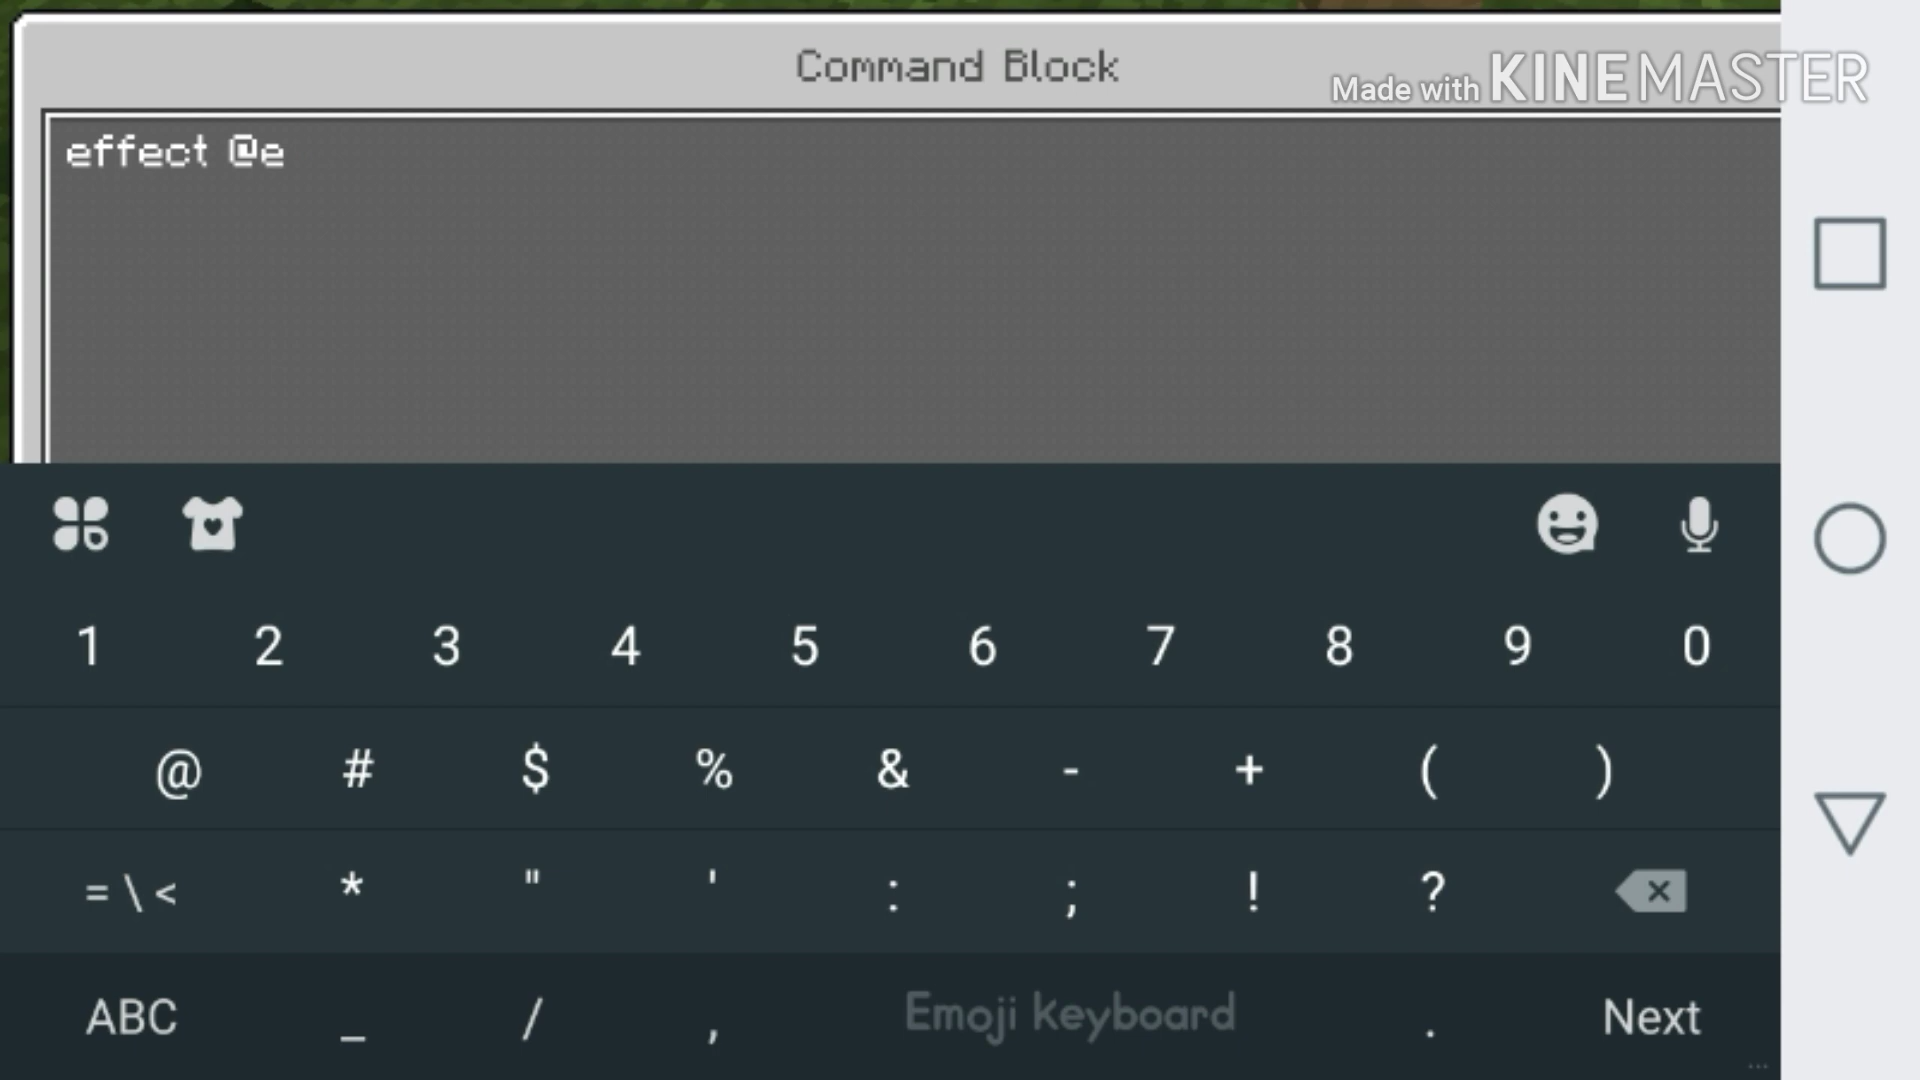 Command Block
Made with KINEMASTER
effect @e
1 2 3 4 5 6 7 8 9 0
@ # $ % & - + ( )
= \ < * " ' : ; ! ?
ABC _ / , Emoji keyboard . Next